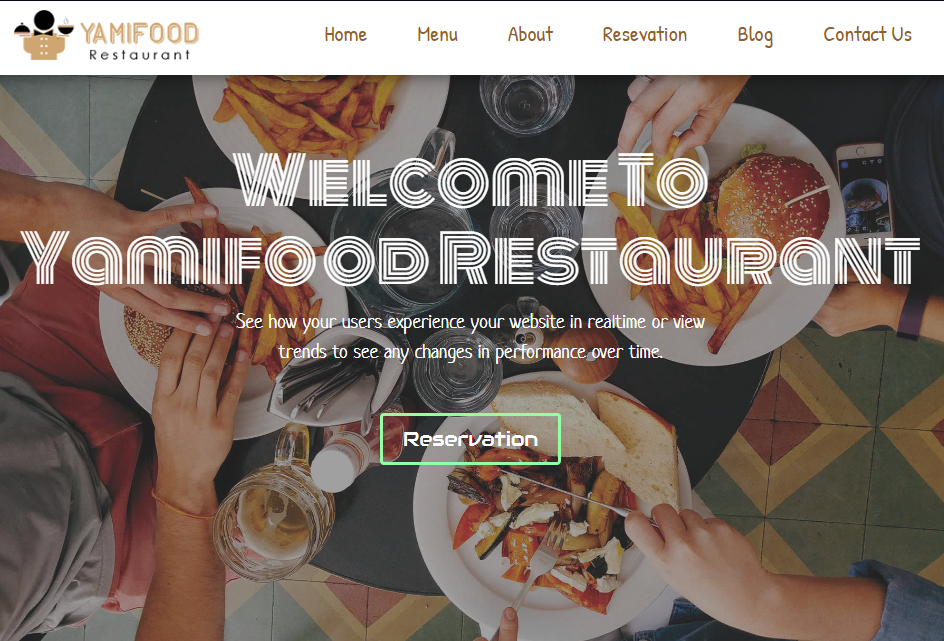 YAMIFOOD
Restaurant
Home Menu About Resevation Blog Contact Us
Welcome To
Yamifood Restaurant
See how your users experience your website in realtime or view
trends to see any changes in performance over time.
Reservation